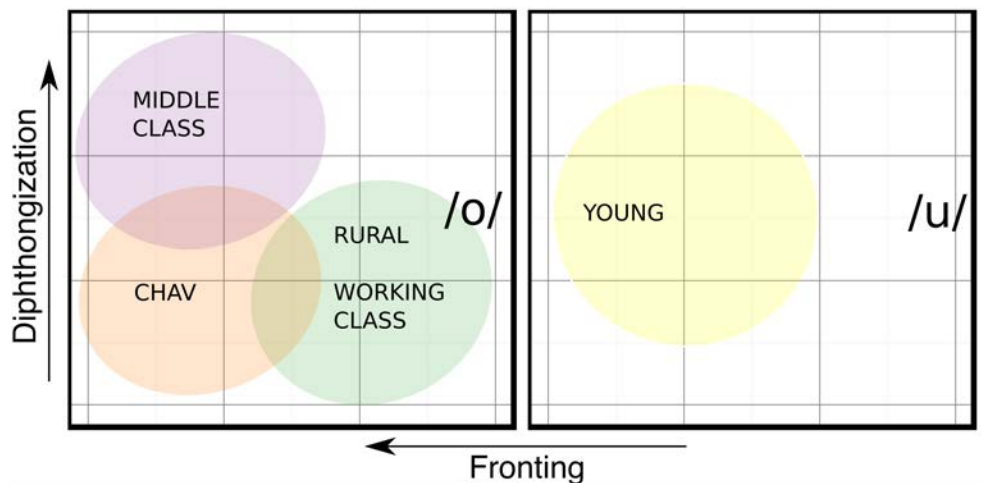 MIDDLE
CLASS
/o/
RURAL
CHAV
WORKING
CLASS
YOUNG
/u/
Diphthongization
Fronting